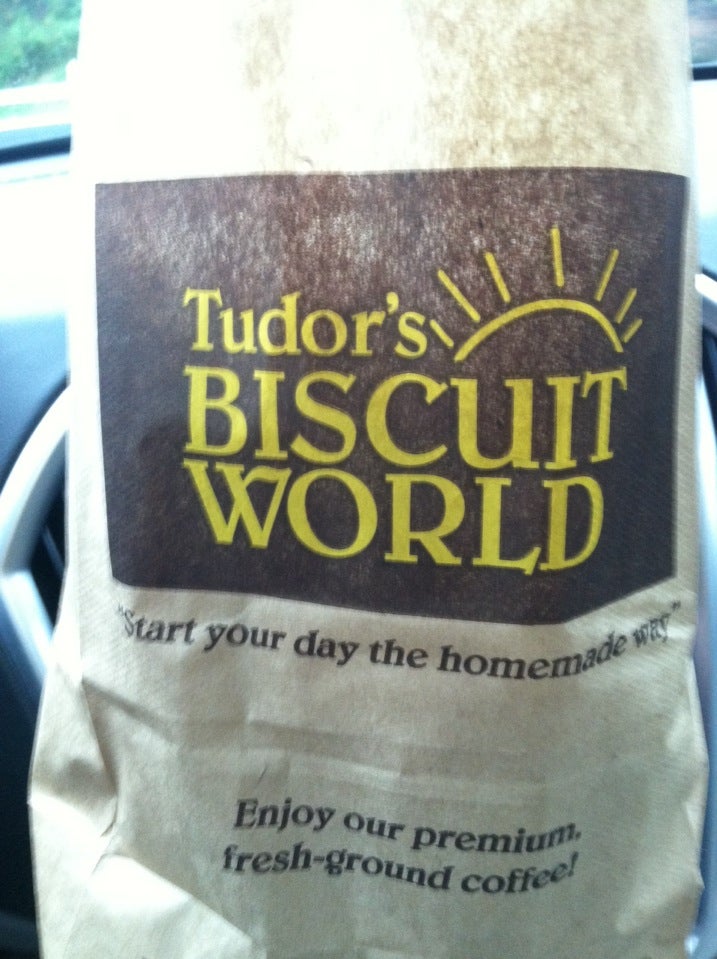 Tudor's
BISCUIT
WORLD
"Start your day the homemade way"
Enjoy our premium,
fresh-ground coffee!